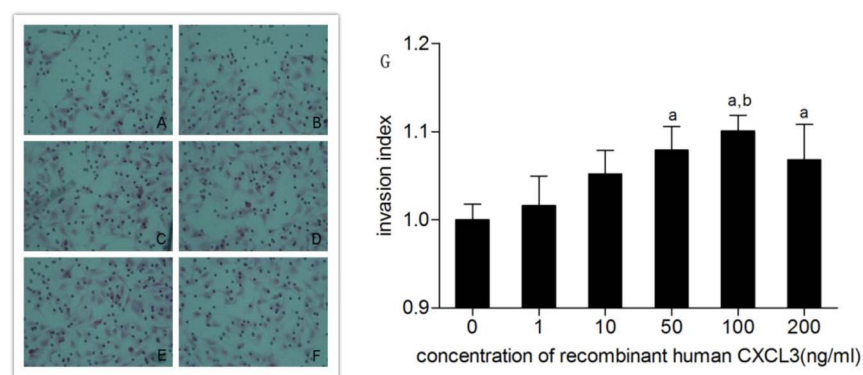 A
B
C
D
E
F
G
1.2
1.1
1.0
0.9
invasion index
a
a,b
a
0 1 10 50 100 200
concentration of recombinant human CXCL3(ng/ml)